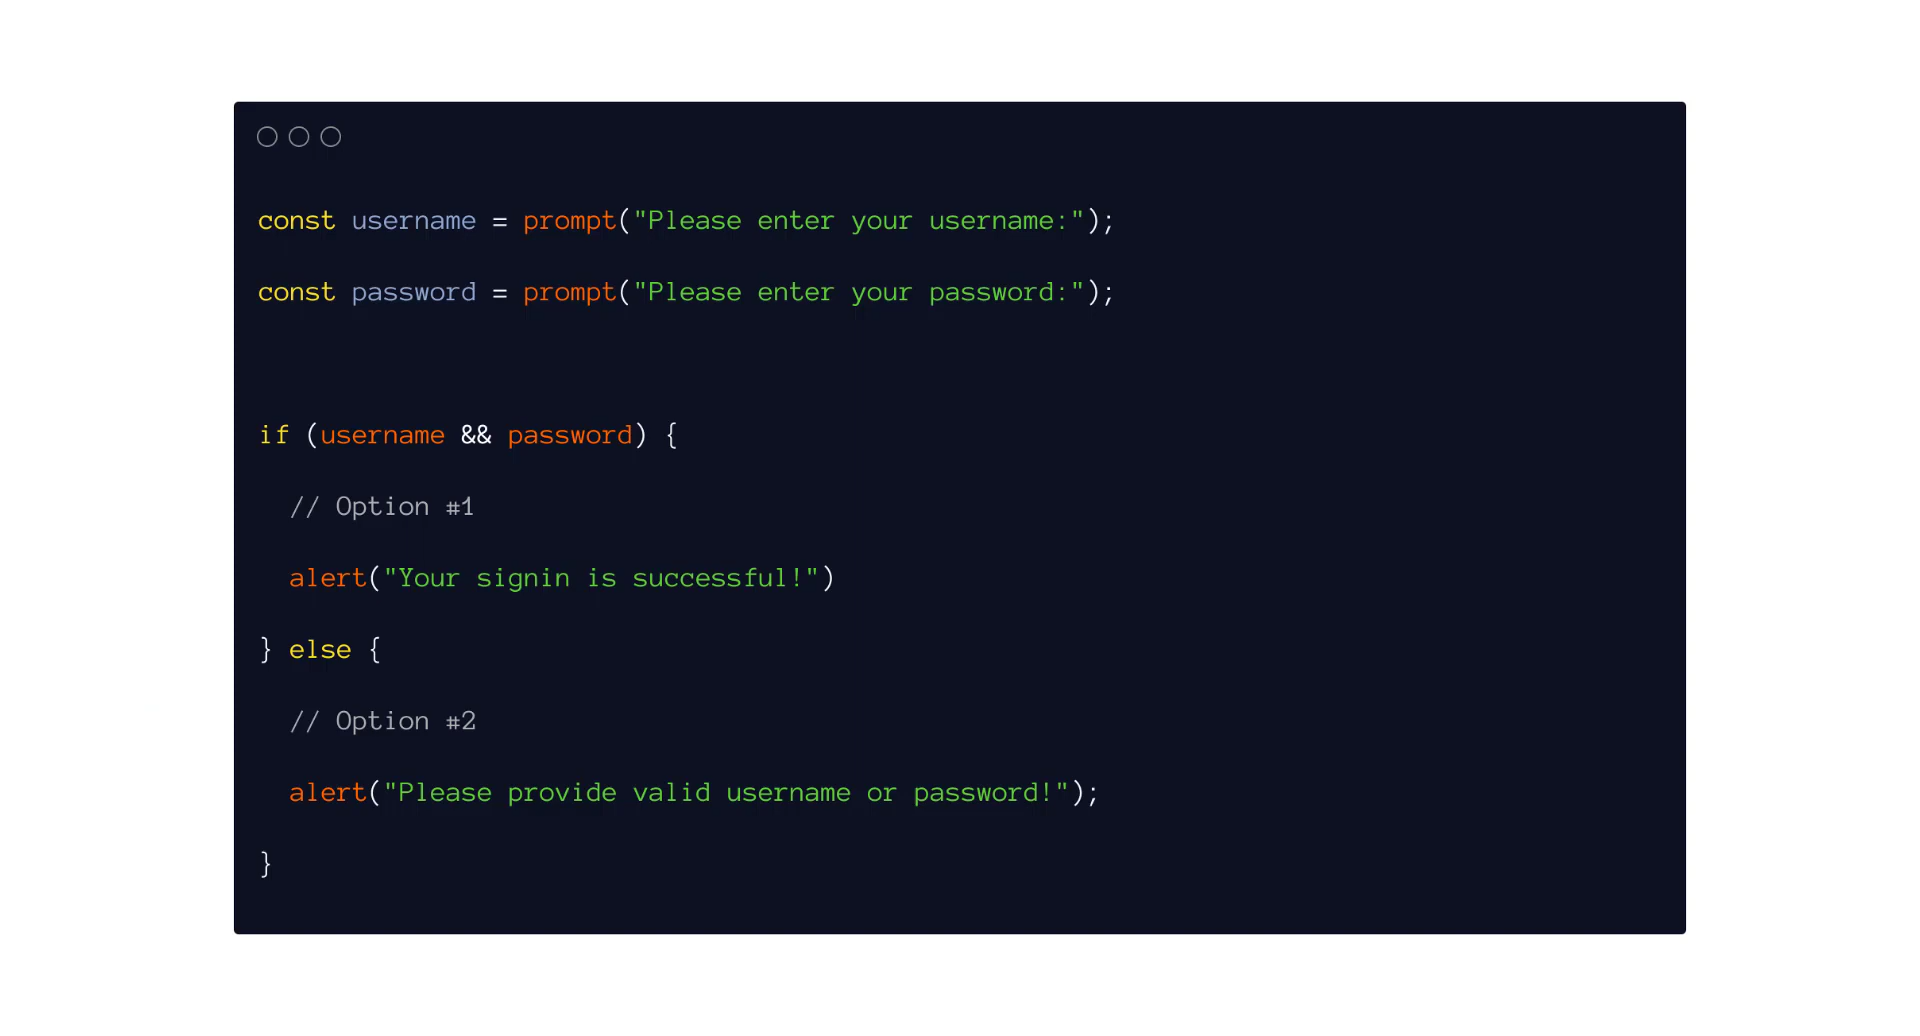 const username = prompt("Please enter your username:");
const password = prompt("Please enter your password:");
if (username && password) {
// Option #1
alert("Your signin is successful!")
} else {
// Option #2
alert("Please provide valid username or password!");
}